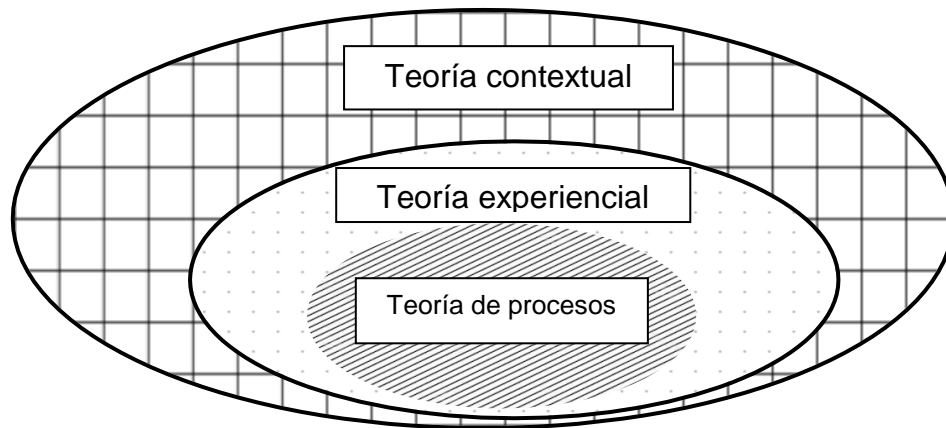 Teoría contextual
Teoría experiencial
Teoría de procesos